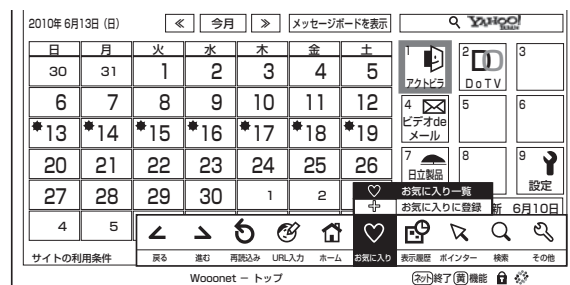 2010年 6月13日（日） ≪ 今月 ≫ メッセージボードを表示 YAHOO!
日 月 火 水 木 金 土
30 31 1 2 3 4 5
6 7 8 9 10 11 12
13 14 15 16 17 18 19
20 21 22 23 24 25 26
27 28 29 30 1 2
4 5
1 アクトビラ
2 DoTV
3
4 ビデオde
メール
5
6
7 日立製品
8
9 設定
お気に入り一覧
お気に入りに登録
新 6月10日
戻る 進む 再読込み URL入力 ホーム お気に入り 表示履歴 ポインター 検索 その他
サイトの利用条件
Wooonet － トップ
ネット終了 黄機能